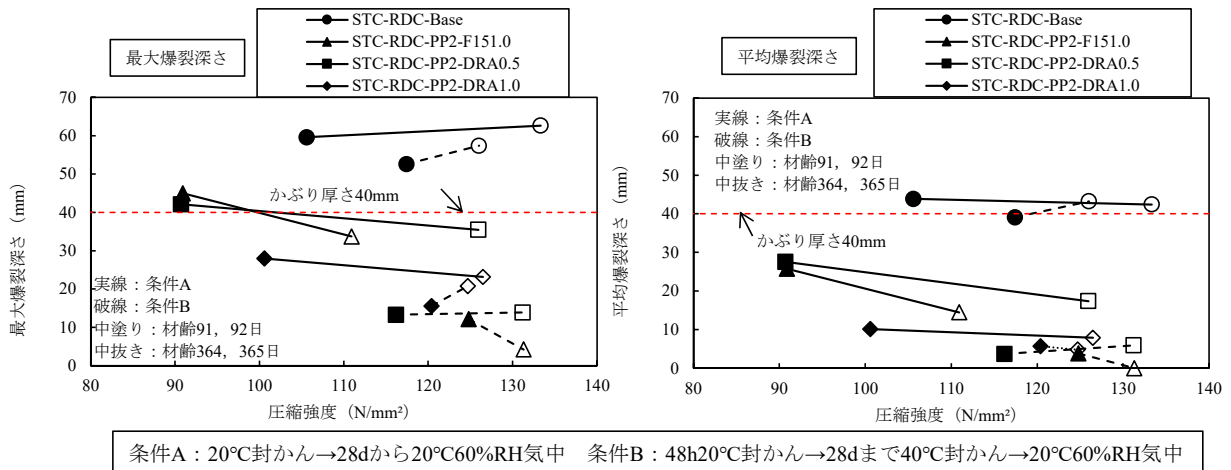 STC-RDC-Base
STC-RDC-PP2-F151.0
STC-RDC-PP2-DRA0.5
STC-RDC-PP2-DRA1.0
最大爆裂深さ
最大爆裂深さ（mm）
70
60
50
40
30
20
10
0
かぶり厚さ40mm
実線：条件A
破線：条件B
中塗り：材齢91，92日
中抜き：材齢364，365日
80 90 100 110 120 130 140
圧縮強度（N/mm²）
STC-RDC-Base
STC-RDC-PP2-F151.0
STC-RDC-PP2-DRA0.5
STC-RDC-PP2-DRA1.0
平均爆裂深さ
平均爆裂深さ（mm）
70
60
50
40
30
20
10
0
実線：条件A
破線：条件B
中塗り：材齢91，92日
中抜き：材齢364，365日
かぶり厚さ40mm
80 90 100 110 120 130 140
圧縮強度（N/mm²）
条件A：20℃封かん→28dから20℃60%RH気中　条件B：48h20℃封かん→28dまで40℃封かん→20℃60%RH気中